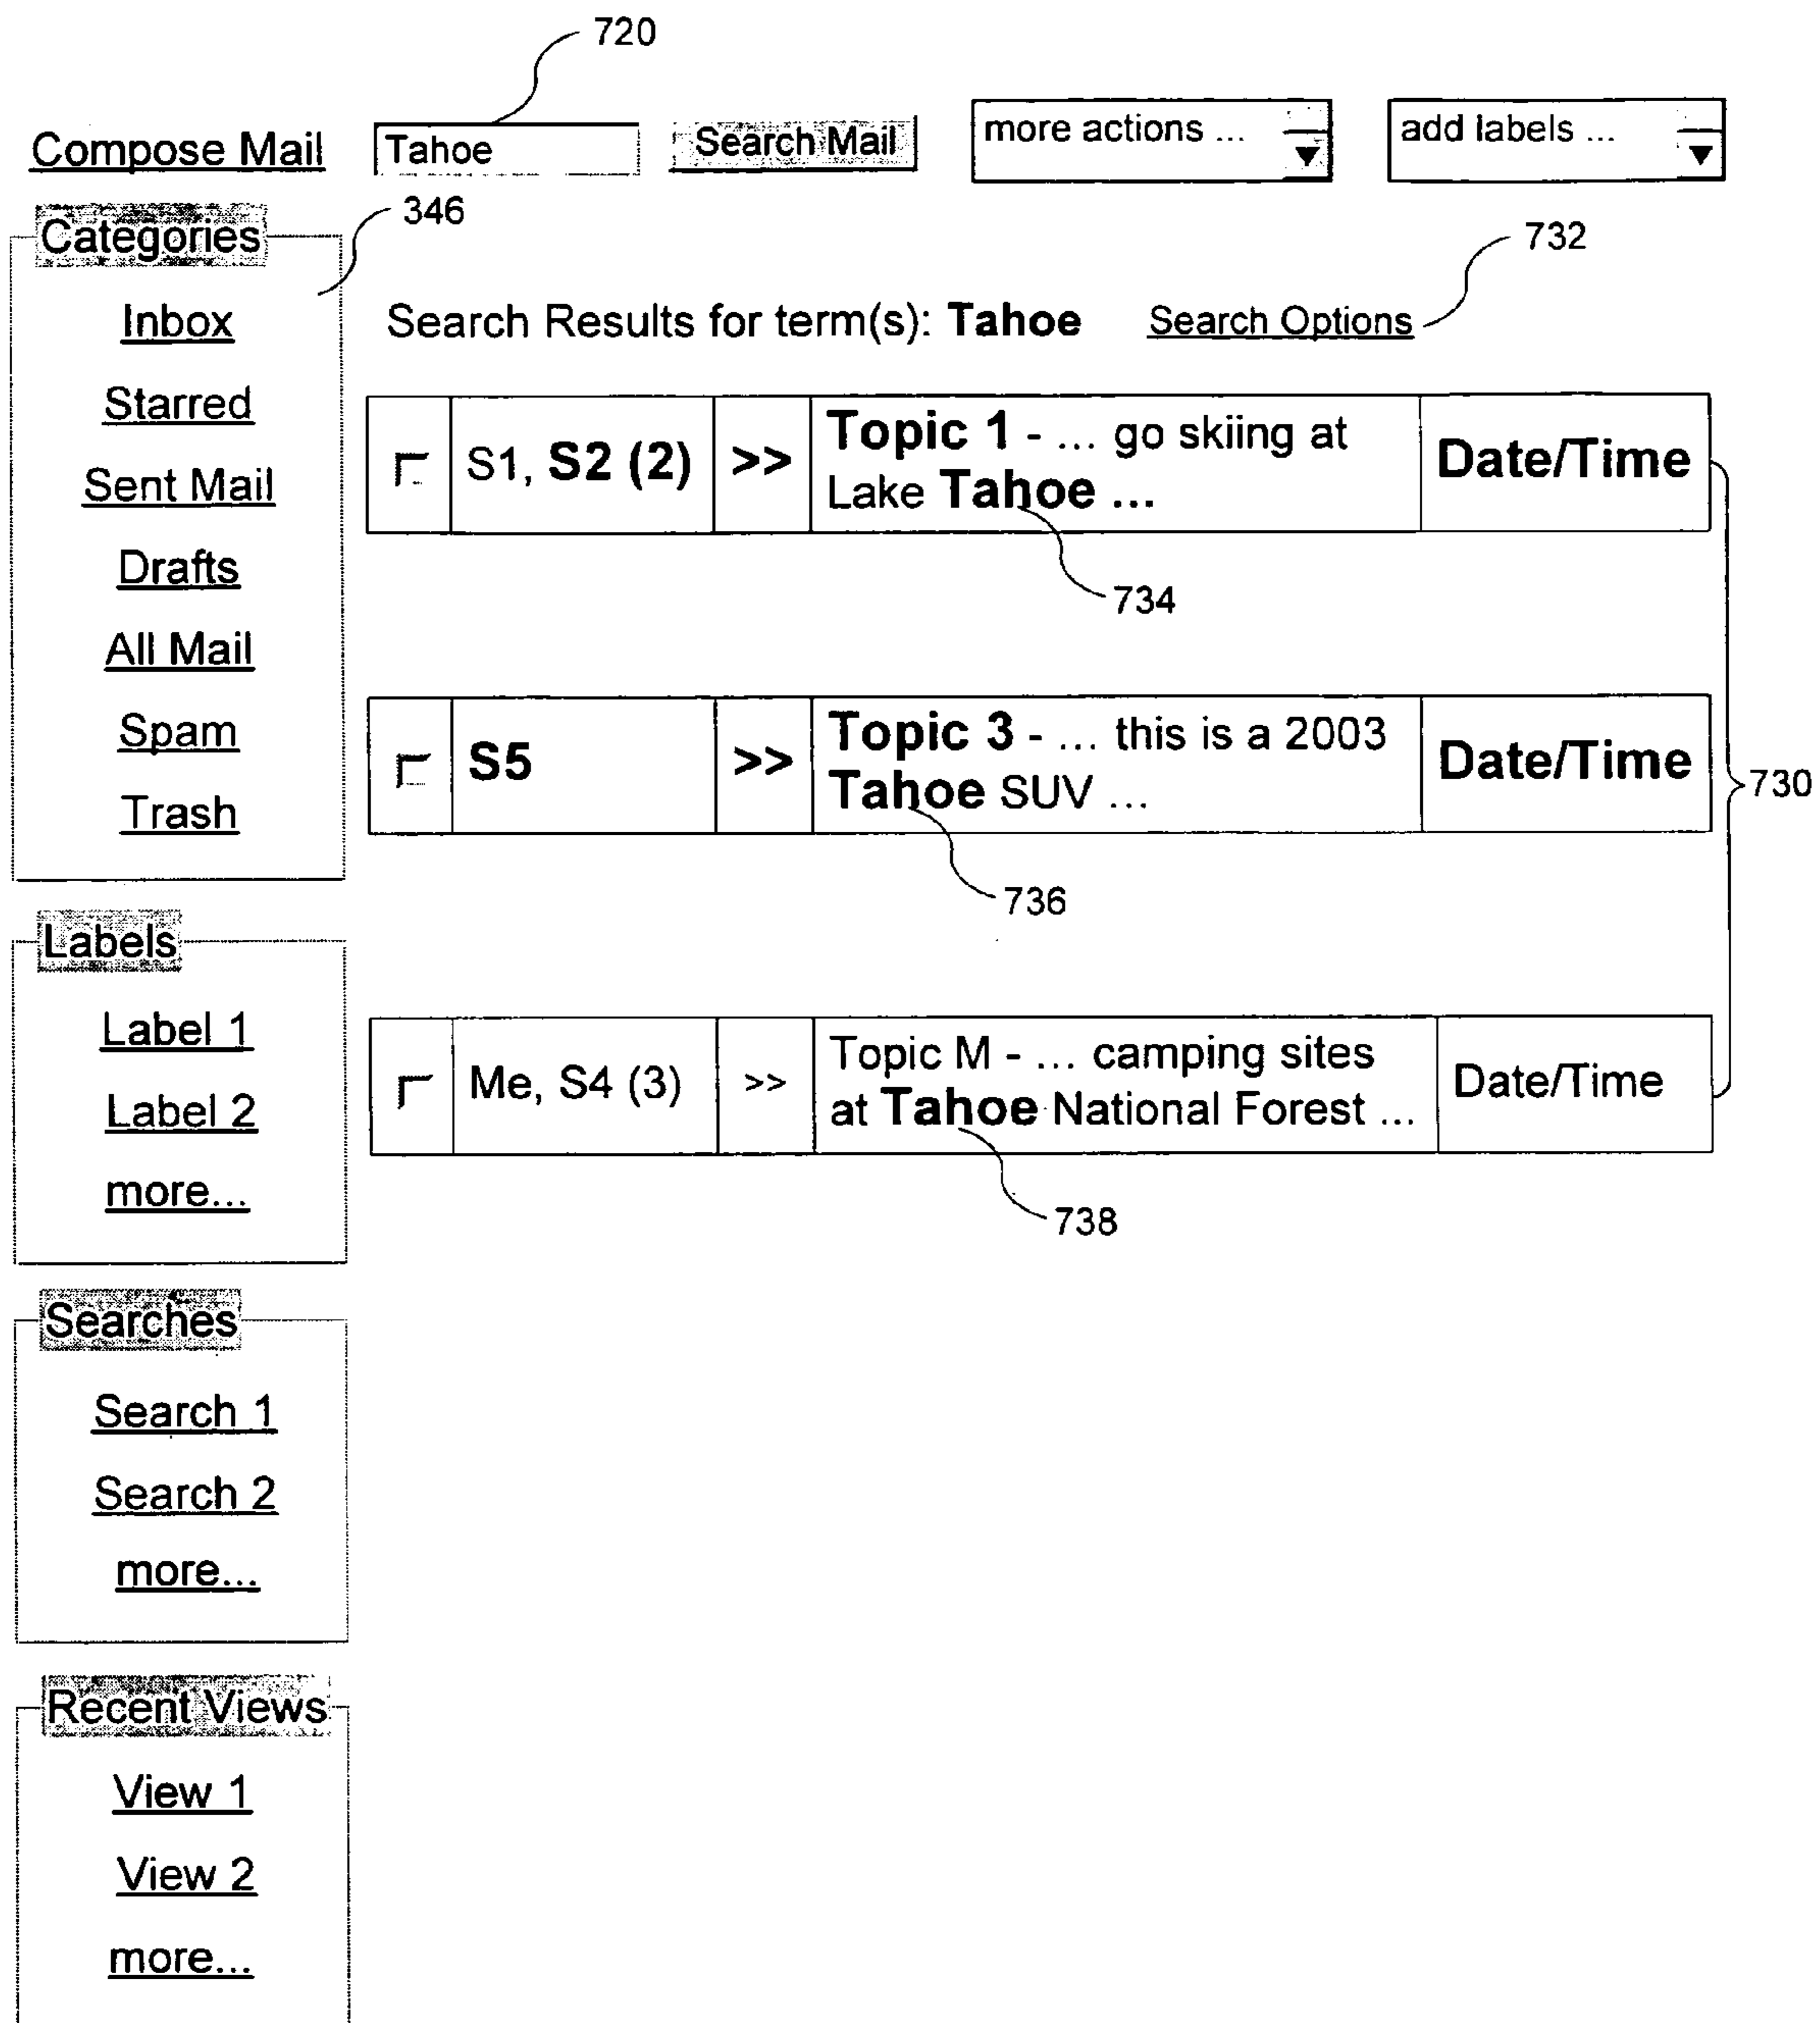 720
Compose Mail Tahoe Search Mail more actions ... add labels ...
346
Categories
732
Inbox
Search Results for term(s): Tahoe Search Options
Starred
Sent Mail
Drafts
All Mail
Spam
Trash
S1, S2 (2) >> Topic 1 - ... go skiing at
Lake Tahoe ...
Date/Time
734
S5 >> Topic 3 - ... this is a 2003
Tahoe SUV ...
Date/Time
730
736
Labels
Label 1
Label 2
more...
Me, S4 (3) >> Topic M - ... camping sites
at Tahoe National Forest ...
Date/Time
738
Searches
Search 1
Search 2
more...
Recent Views
View 1
View 2
more...